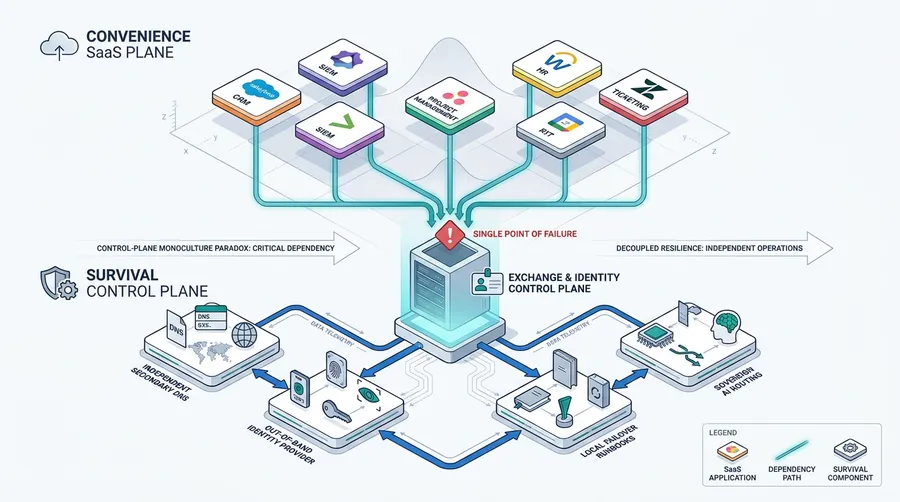 CONVENIENCE
SaaS PLANE
CRM
salesforce
SIEM
SIEM
PROJECT
MANAGEMENT
HR
TICKETING
z
x
y
y
z
SINGLE POINT OF FAILURE
CONTROL-PLANE MONOCULTURE PARADOX: CRITICAL DEPENDENCY
DECOUPLED RESILIENCE: INDEPENDENT OPERATIONS
SURVIVAL
CONTROL PLANE
EXCHANGE & IDENTITY
CONTROL PLANE
DNS
DNS
DATA TELEMETRY
INDEPENDENT
SECONDARY DNS
OUT-OF-BAND
IDENTITY PROVIDER
LOCAL FAILOVER
RUNBOOKS
AI ROUTING
LEGEND
SaaS
APPLICATION
DEPENDENCY
PATH
SURVIVAL
COMPONENT